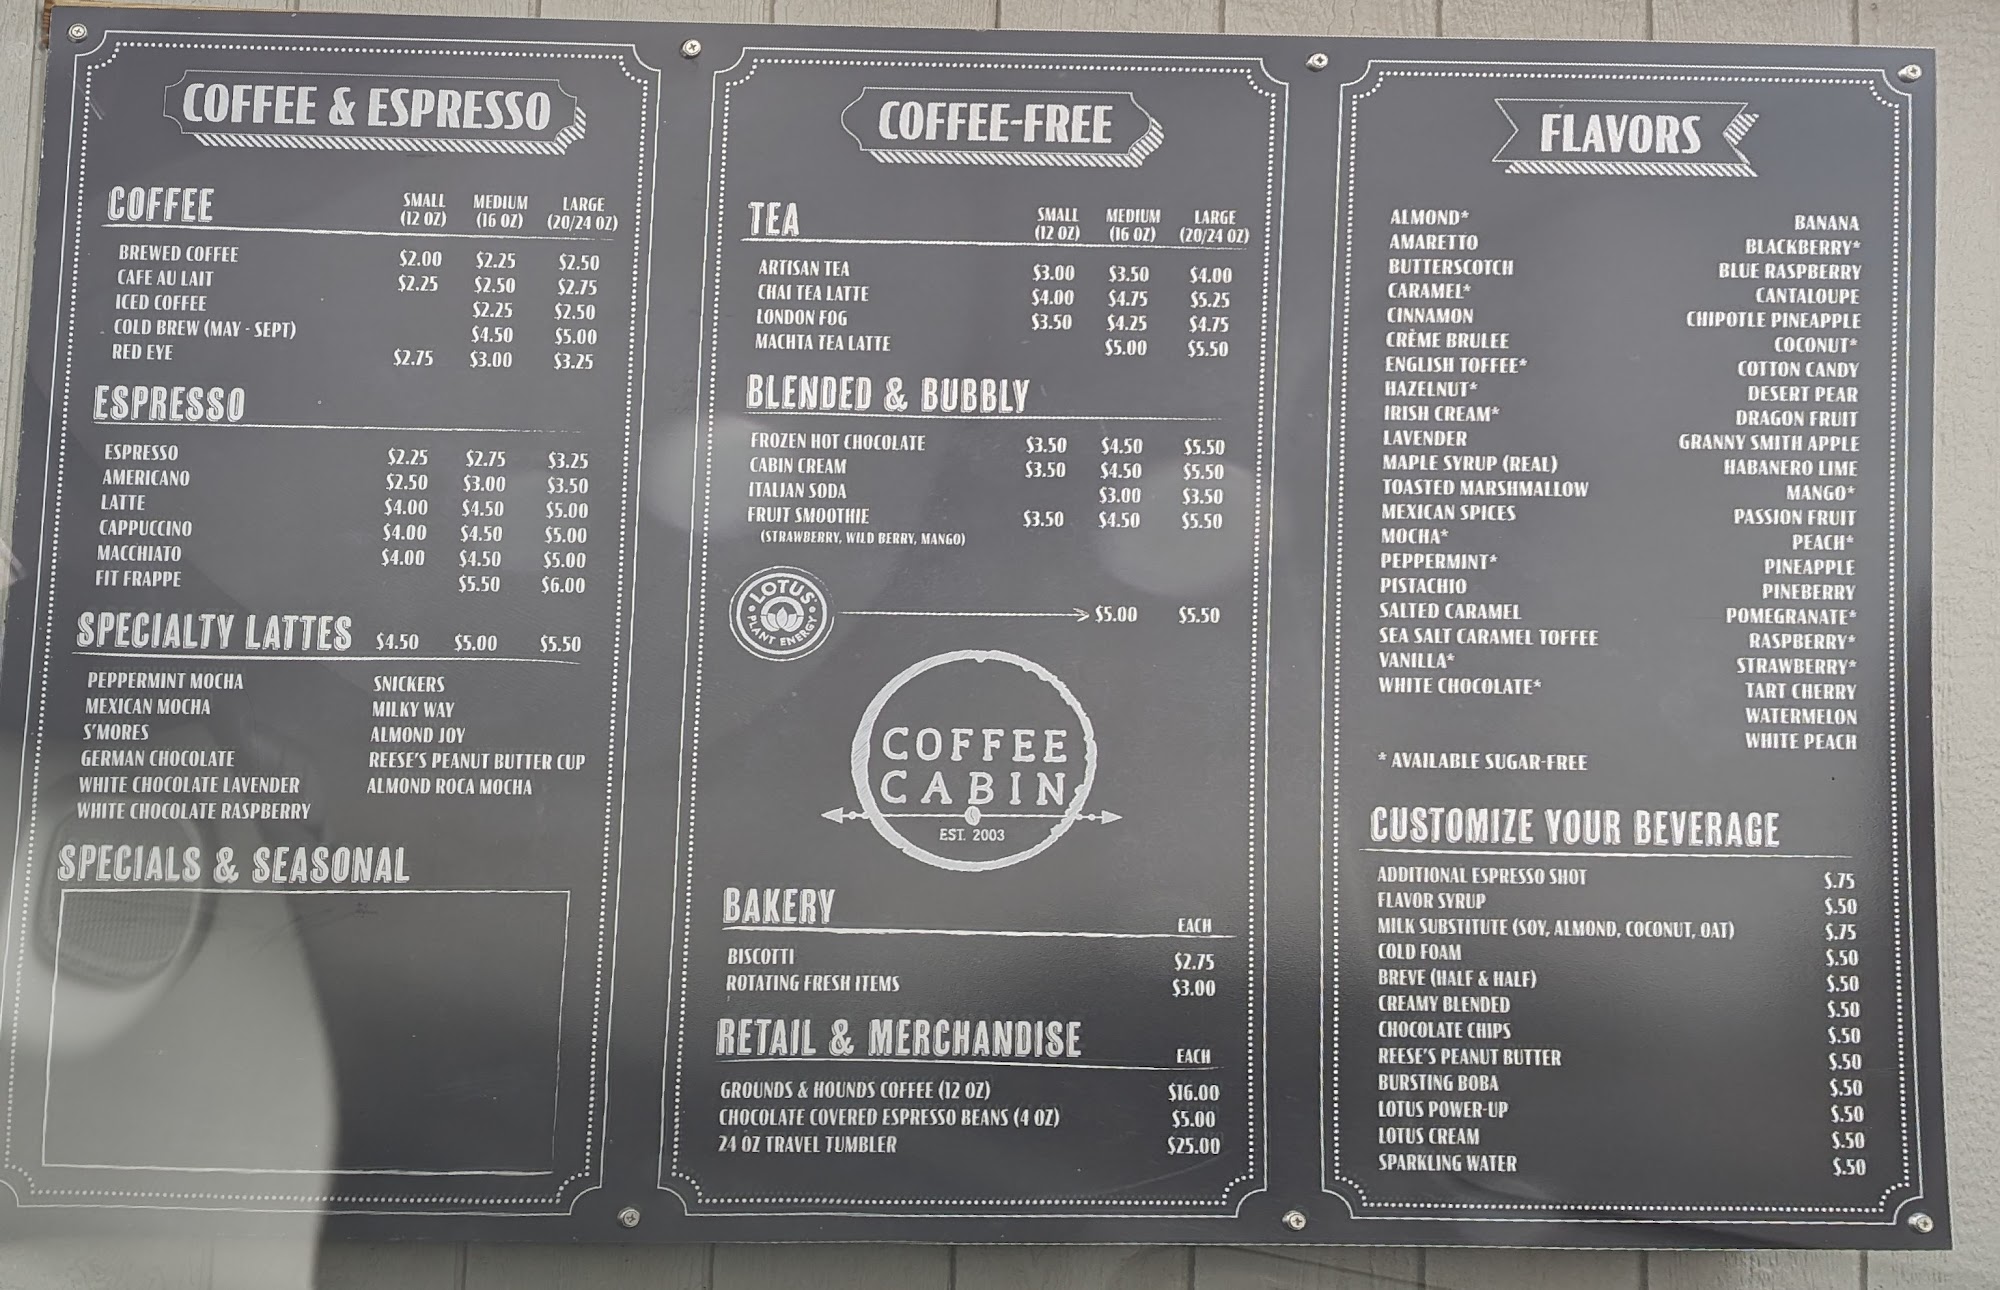 COFFEE & ESPRESSO
COFFEE SMALL (12 OZ) MEDIUM (16 OZ) LARGE (20/24 OZ)
BREWED COFFEE $2.00 $2.25 $2.50
CAFE AU LAIT $2.25 $2.50 $2.75
ICED COFFEE $2.25 $2.50
COLD BREW (MAY - SEPT) $4.50 $5.00
RED EYE $2.75 $3.00 $3.25
ESPRESSO
ESPRESSO $2.25 $2.75 $3.25
AMERICANO $2.50 $3.00 $3.50
LATTE $4.00 $4.50 $5.00
CAPPUCCINO $4.00 $4.50 $5.00
MACCHIATO $4.00 $4.50 $5.00
FIT FRAPPE $5.50 $6.00
SPECIALTY LATTES $4.50 $5.00 $5.50
PEPPERMINT MOCHA
MEXICAN MOCHA
S'MORES
GERMAN CHOCOLATE
WHITE CHOCOLATE LAVENDER
WHITE CHOCOLATE RASPBERRY
SNICKERS
MILKY WAY
ALMOND JOY
REESE'S PEANUT BUTTER CUP
ALMOND ROCA MOCHA
SPECIALS & SEASONAL
COFFEE-FREE
TEA SMALL (12 OZ) MEDIUM (16 OZ) LARGE (20/24 OZ)
ARTISAN TEA $3.00 $3.50 $4.00
CHAI TEA LATTE $4.00 $4.75 $5.25
LONDON FOG $3.50 $4.25 $4.75
MACHTA TEA LATTE $5.00 $5.50
BLENDED & BUBBLY
FROZEN HOT CHOCOLATE $3.50 $4.50 $5.50
CABIN CREAM $3.50 $4.50 $5.50
ITALIAN SODA $3.00 $3.50
FRUIT SMOOTHIE $3.50 $4.50 $5.50
(STRAWBERRY, WILD BERRY, MANGO)
LOTUS PLANT ENERGY $5.00 $5.50
COFFEE
CABIN
EST. 2003
BAKERY EACH
BISCOTTI $2.75
ROTATING FRESH ITEMS $3.00
RETAIL & MERCHANDISE EACH
GROUNDS & HOUNDS COFFEE (12 OZ) $16.00
CHOCOLATE COVERED ESPRESSO BEANS (4 OZ) $5.00
24 OZ TRAVEL TUMBLER $25.00
FLAVORS
ALMOND*
AMARETTO
BUTTERSCOTCH
CARAMEL*
CINNAMON
CRÈME BRULEE
ENGLISH TOFFEE*
HAZELNUT*
IRISH CREAM*
LAVENDER
MAPLE SYRUP (REAL)
TOASTED MARSHMALLOW
MEXICAN SPICES
MOCHA*
PEPPERMINT*
PISTACHIO
SALTED CARAMEL
SEA SALT CARAMEL TOFFEE
VANILLA*
WHITE CHOCOLATE*
BANANA
BLACKBERRY*
BLUE RASPBERRY
CANTALOUPE
CHIPOTLE PINEAPPLE
COCONUT*
COTTON CANDY
DESERT PEAR
DRAGON FRUIT
GRANNY SMITH APPLE
HABANERO LIME
MANGO*
PASSION FRUIT
PEACH*
PINEAPPLE
PINEBERRY
POMEGRANATE*
RASPBERRY*
STRAWBERRY*
TART CHERRY
WATERMELON
WHITE PEACH
* AVAILABLE SUGAR-FREE
CUSTOMIZE YOUR BEVERAGE
ADDITIONAL ESPRESSO SHOT $.75
FLAVOR SYRUP $.50
MILK SUBSTITUTE (SOY, ALMOND, COCONUT, OAT) $.75
COLD FOAM $.50
BREVE (HALF & HALF) $.50
CREAMY BLENDED $.50
CHOCOLATE CHIPS $.50
REESE'S PEANUT BUTTER $.50
BURSTING BOBA $.50
LOTUS POWER-UP $.50
LOTUS CREAM $.50
SPARKLING WATER $.50